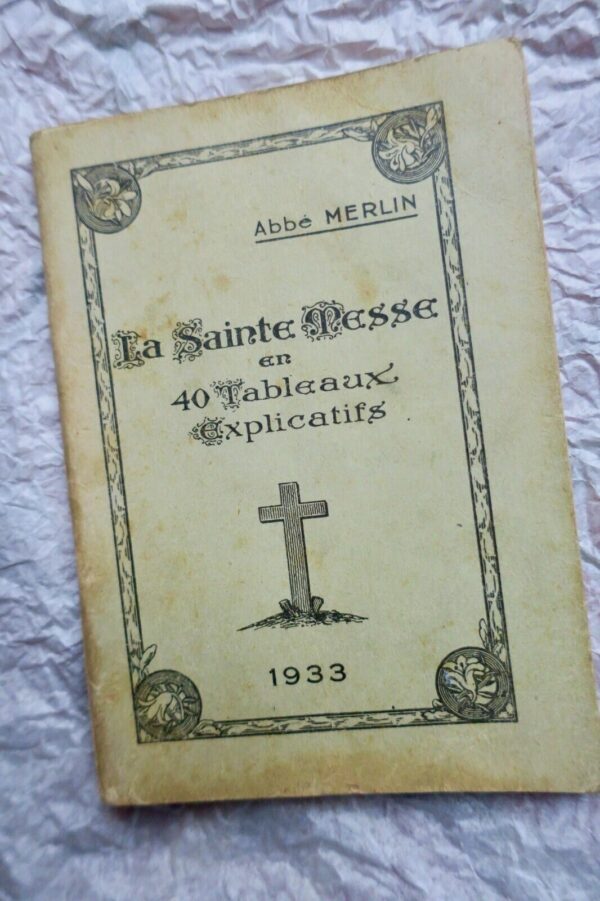 Abbé MERLIN
La Sainte Messe
en
40 Tableaux
Explicatifs
1933